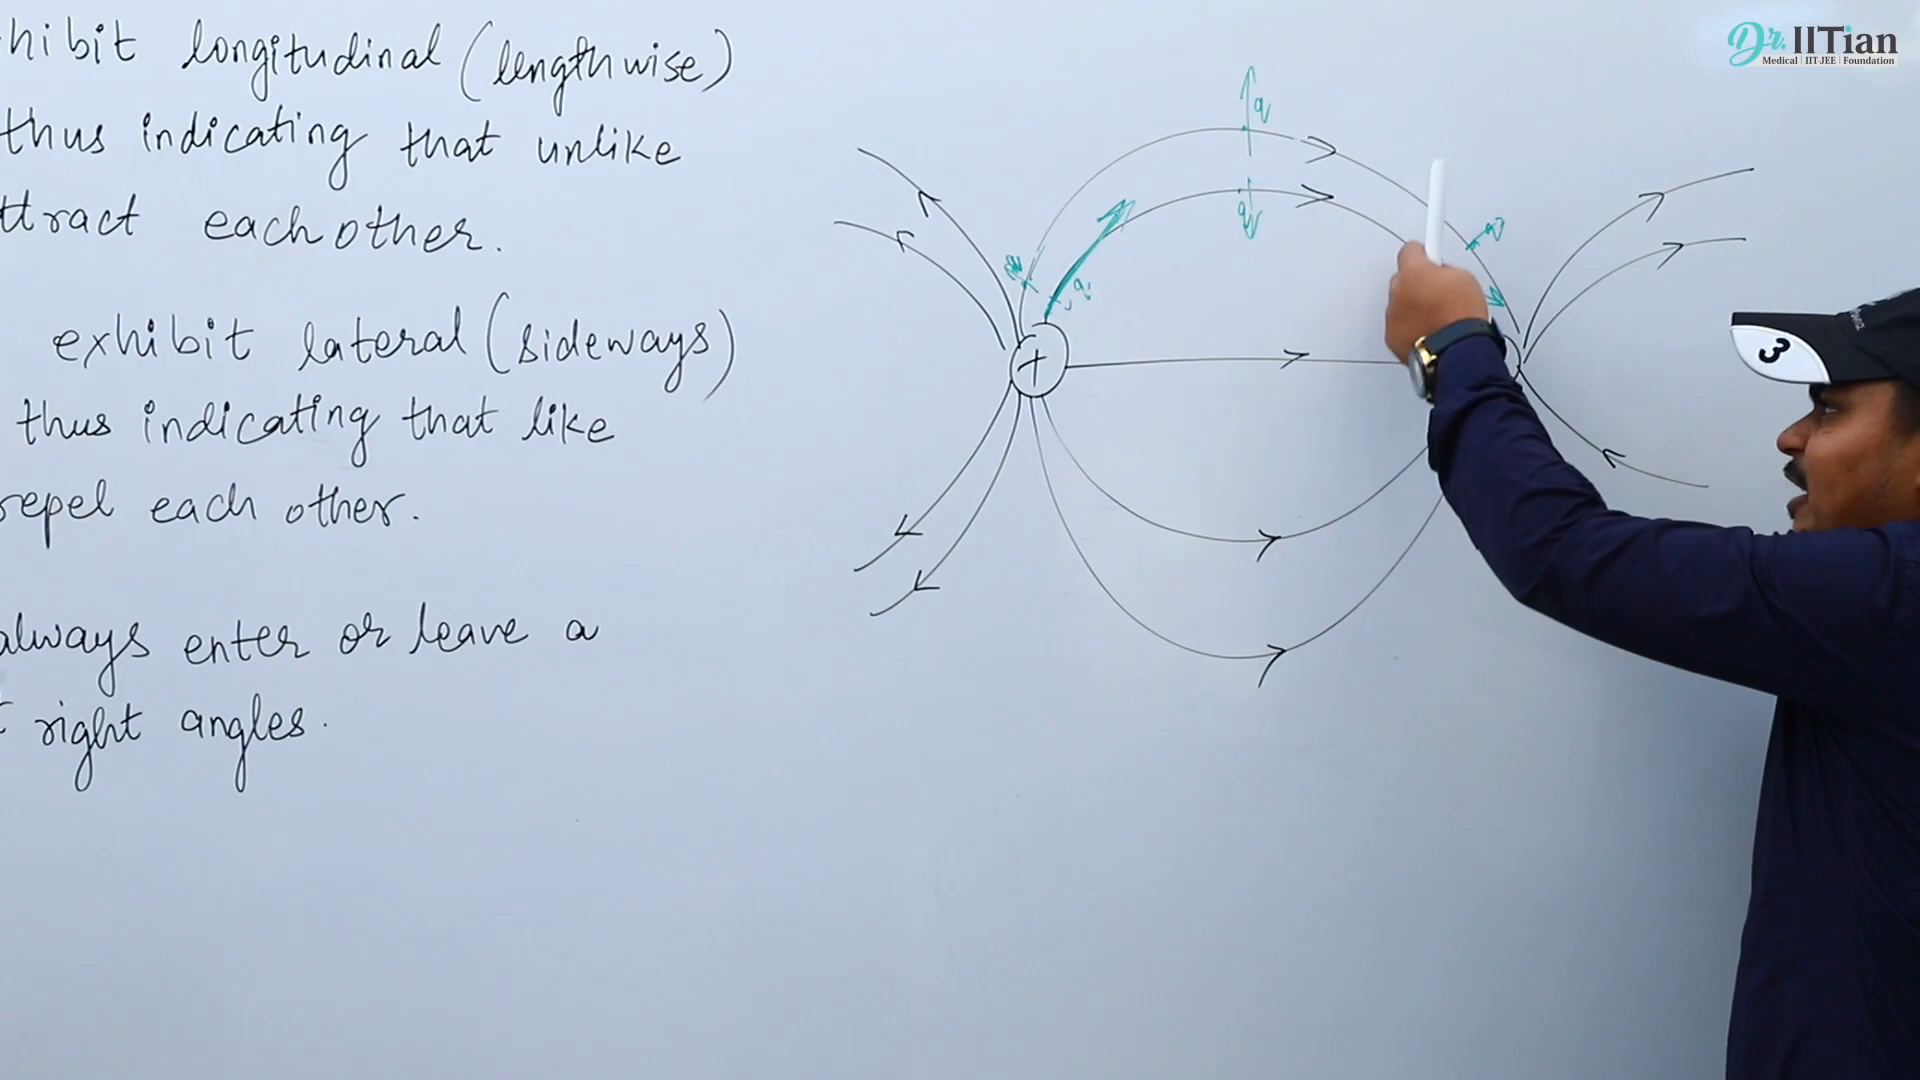 hibit longitudinal (lengthwise)
thus indicating that unlike
ttract each other.
exhibit lateral (sideways)
thus indicating that like
repel each other.
always enter or leave a
right angles.
q
q
q
+
3
Dr. IITian
Medical | IIT-JEE | Foundation